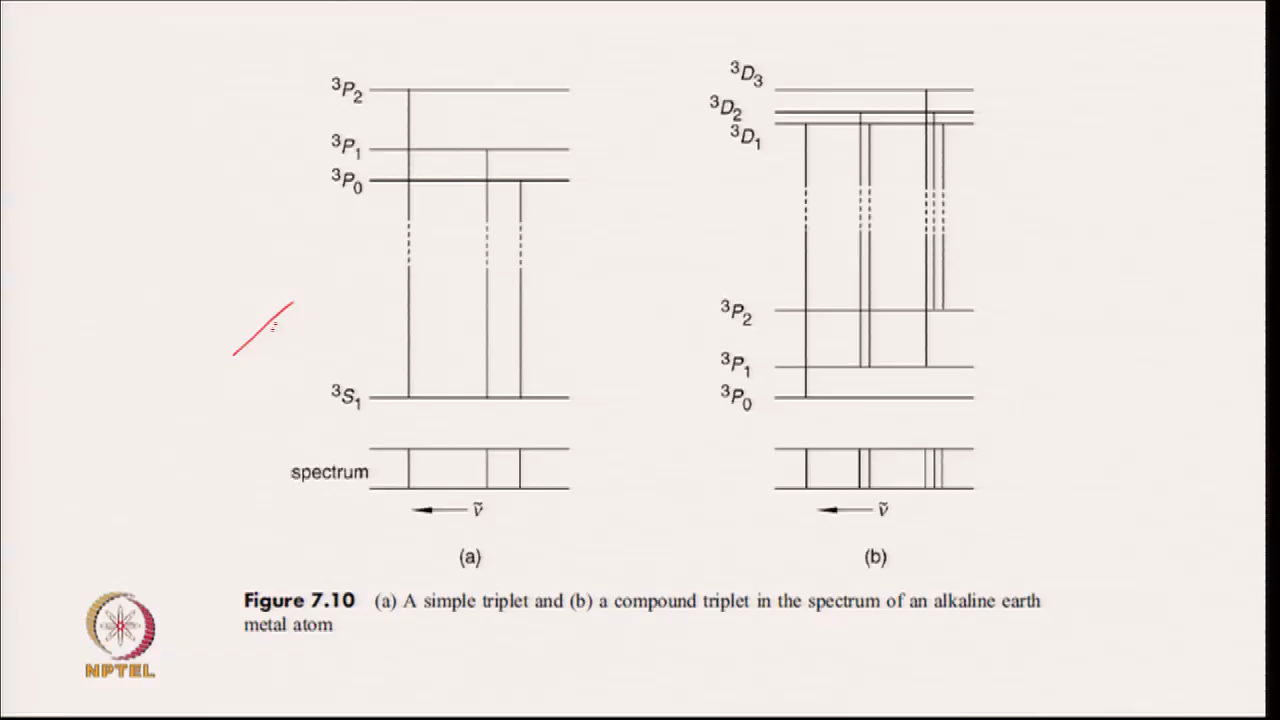 ³P₂
³P₁
³P₀
³S₁
spectrum
ν̃
(a)
³D₃
³D₂
³D₁
³P₂
³P₁
³P₀
ν̃
(b)
Figure 7.10 (a) A simple triplet and (b) a compound triplet in the spectrum of an alkaline earth
metal atom
NPTEL